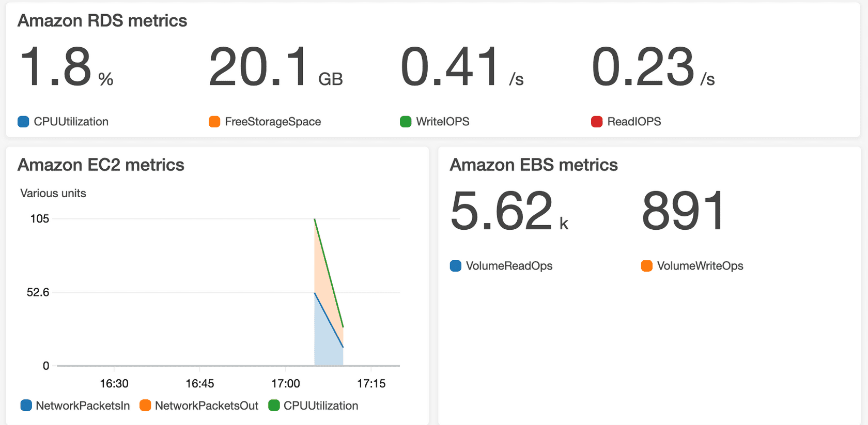 Amazon RDS metrics
1.8 % 20.1 GB 0.41 /s 0.23 /s
CPUUtilization FreeStorageSpace WriteIOPS ReadIOPS
Amazon EC2 metrics
Various units
105
52.6
0
16:30 16:45 17:00 17:15
NetworkPacketsIn NetworkPacketsOut CPUUtilization
Amazon EBS metrics
5.62 k 891
VolumeReadOps VolumeWriteOps